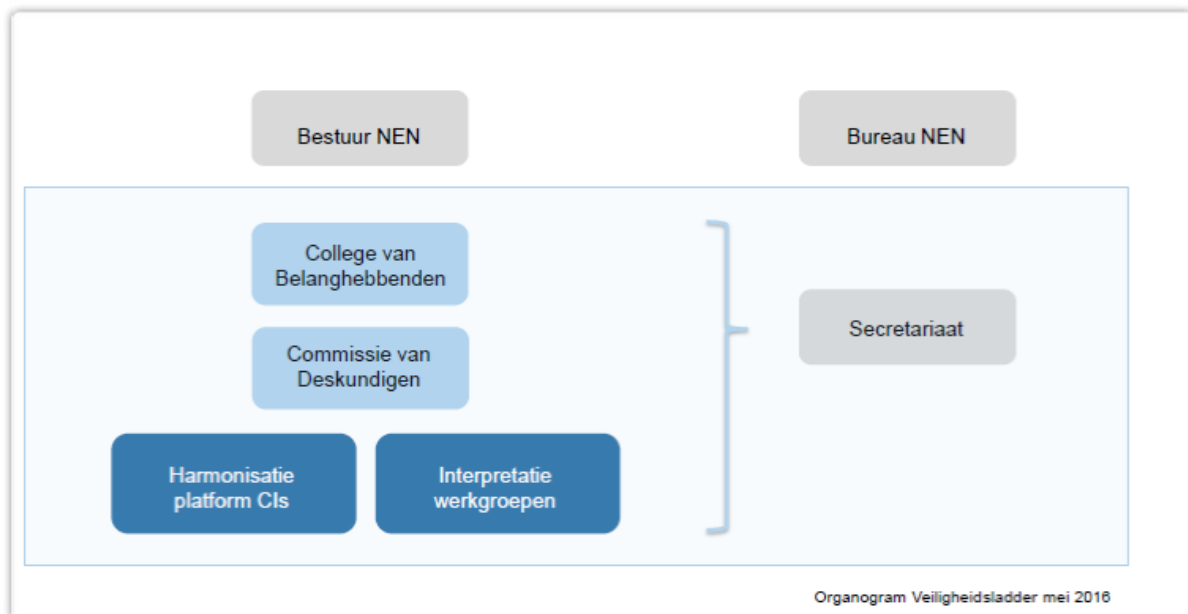 Bestuur NEN
Bureau NEN
College van
Belanghebbenden
Commissie van
Deskundigen
Secretariaat
Harmonisatie
platform CIs
Interpretatie
werkgroepen
Organogram Veiligheidsladder mei 2016